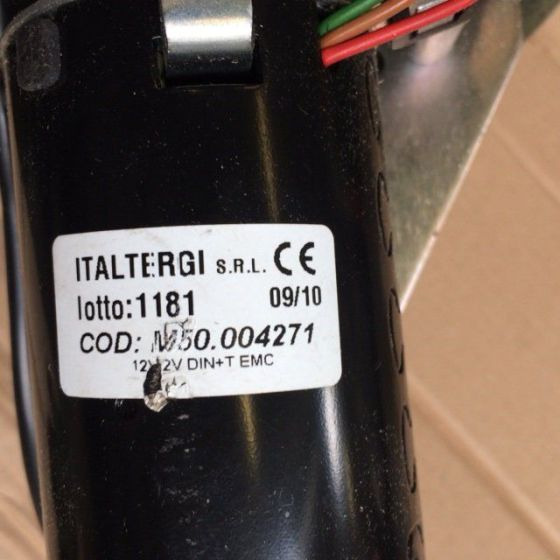 ITALTERGI S.R.L. CE
lotto:1181 09/10
COD: M50.004271
DIN+T EMC